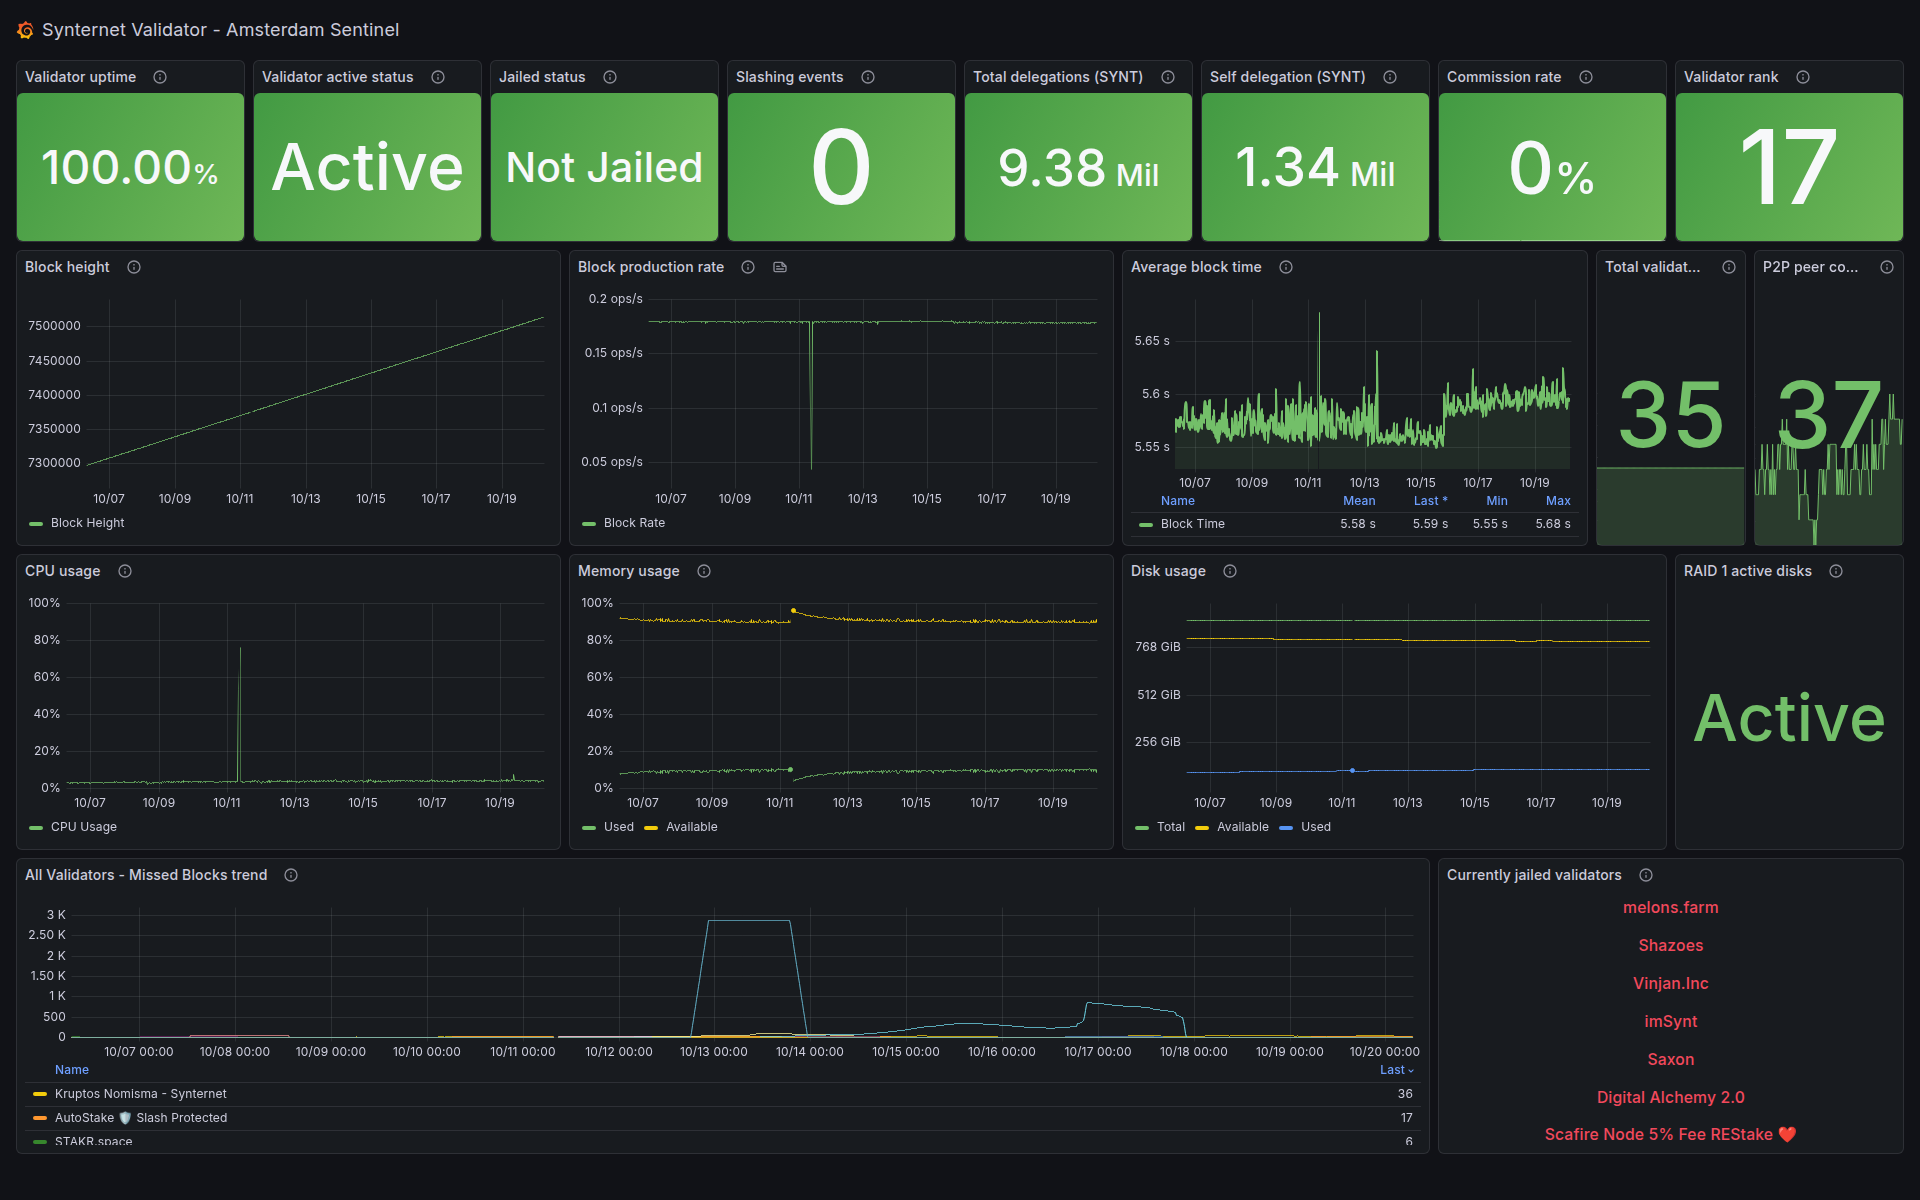 Synternet Validator - Amsterdam Sentinel
Validator uptime
100.00%
Validator active status
Active
Jailed status
Not Jailed
Slashing events
0
Total delegations (SYNT)
9.38 Mil
Self delegation (SYNT)
1.34 Mil
Commission rate
0%
Validator rank
17
Block height
7500000
7450000
7400000
7350000
7300000
10/07 10/09 10/11 10/13 10/15 10/17 10/19
Block Height
Block production rate
0.2 ops/s
0.15 ops/s
0.1 ops/s
0.05 ops/s
10/07 10/09 10/11 10/13 10/15 10/17 10/19
Block Rate
Average block time
5.65 s
5.6 s
5.55 s
10/07 10/09 10/11 10/13 10/15 10/17 10/19
Name Mean Last * Min Max
Block Time 5.58 s 5.59 s 5.55 s 5.68 s
Total validat...
35
P2P peer co...
37
CPU usage
100%
80%
60%
40%
20%
0%
10/07 10/09 10/11 10/13 10/15 10/17 10/19
CPU Usage
Memory usage
100%
80%
60%
40%
20%
0%
10/07 10/09 10/11 10/13 10/15 10/17 10/19
Used Available
Disk usage
768 GiB
512 GiB
256 GiB
10/07 10/09 10/11 10/13 10/15 10/17 10/19
Total Available Used
RAID 1 active disks
Active
All Validators - Missed Blocks trend
3 K
2.50 K
2 K
1.50 K
1 K
500
0
10/07 00:00 10/08 00:00 10/09 00:00 10/10 00:00 10/11 00:00 10/12 00:00 10/13 00:00 10/14 00:00 10/15 00:00 10/16 00:00 10/17 00:00 10/18 00:00 10/19 00:00 10/20 00:00
Name Last
Kruptos Nomisma - Synternet 36
AutoStake 🛡️ Slash Protected 17
STAKR.space 6
Currently jailed validators
melons.farm
Shazoes
Vinjan.Inc
imSynt
Saxon
Digital Alchemy 2.0
Scafire Node 5% Fee REStake ❤️